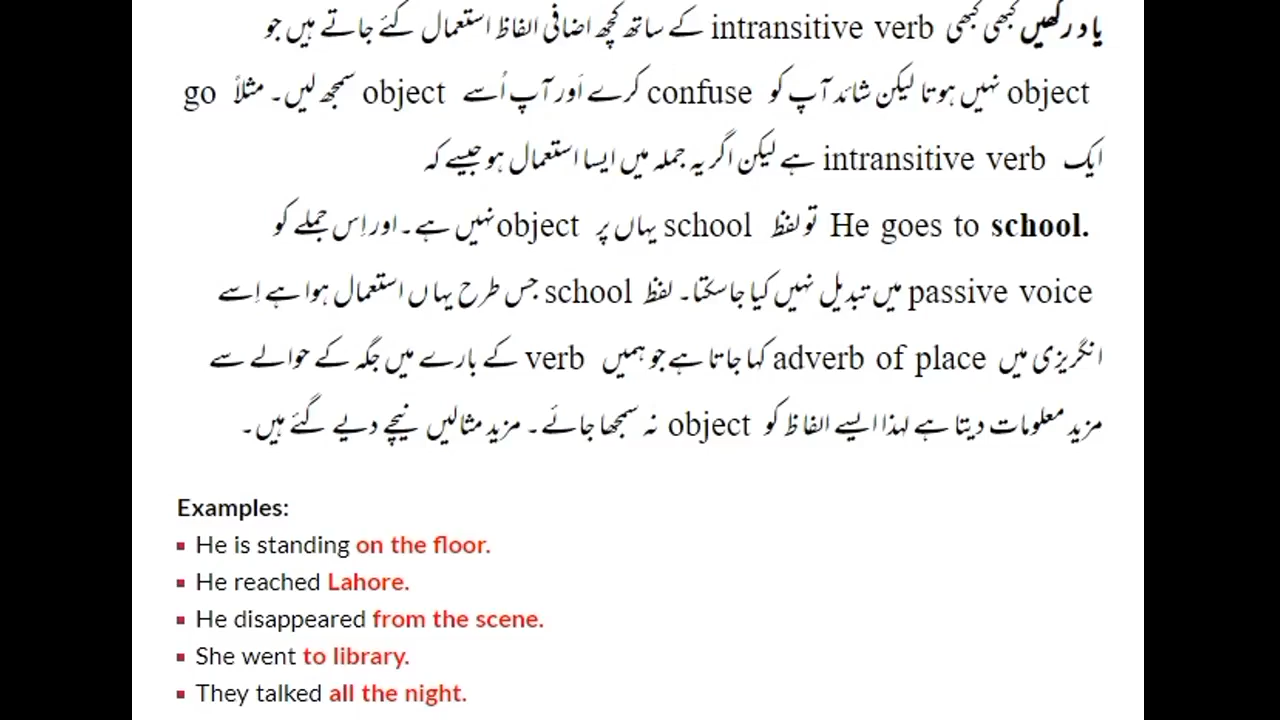 یاد رکھیں کبھی کبھی intransitive verb کے ساتھ کچھ اضافی الفاظ استعمال کئے جاتے ہیں جو
object نہیں ہوتا لیکن شائد آپ کو confuse کرے اَور آپ اُسے object سمجھ لیں۔ مثلاً go
ایک intransitive verb ہے لیکن اگر یہ جملہ میں ایسا استعمال ہو جیسے کہ
He goes to school. تو لفظ school یہاں پر object نہیں ہے۔ اور اِس جملے کو
passive voice میں تبدیل نہیں کیا جاسکتا۔ لفظ school جس طرح یہاں استعمال ہوا ہے اِسے
انگریزی میں adverb of place کہا جاتا ہے جو ہمیں verb کے بارے میں جگہ کے حوالے سے
مزید معلومات دیتا ہے لہذا ایسے الفاظ کو object نہ سمجھا جائے۔ مزید مثالیں نیچے دیے گئے ہیں۔
Examples:
▪ He is standing on the floor.
▪ He reached Lahore.
▪ He disappeared from the scene.
▪ She went to library.
▪ They talked all the night.